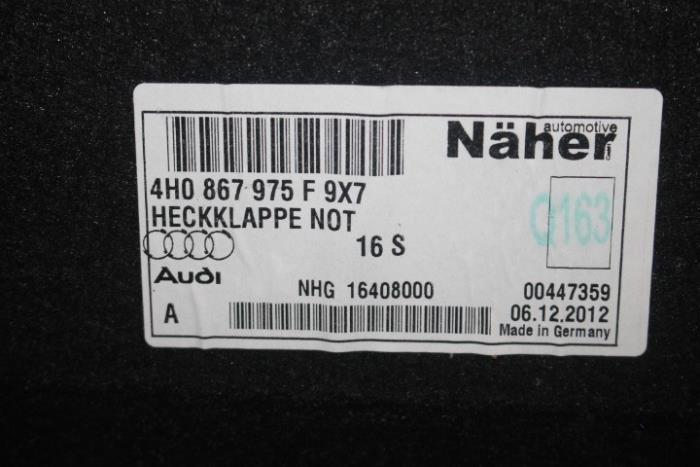 automotive
Näher
4H0 867 975 F 9X7
HECKKLAPPE NOT
16 S
Q163
Audi
NHG 16408000
00447359
A
06.12.2012
Made in Germany